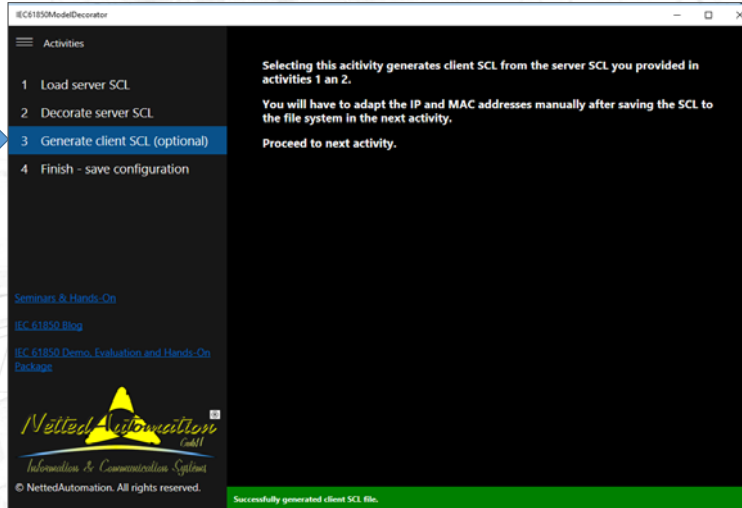 IEC61850ModelDecorator
Activities
1 Load server SCL
2 Decorate server SCL
3 Generate client SCL (optional)
4 Finish - save configuration
Selecting this acitivity generates client SCL from the server SCL you provided in
activities 1 an 2.
You will have to adapt the IP and MAC addresses manually after saving the SCL to
the file system in the next activity.
Proceed to next activity.
Seminars & Hands-On
IEC 61850 Blog
IEC 61850 Demo, Evaluation and Hands-On
Package
NettedAutomation
GmbH
Information & Communication Systems
© NettedAutomation. All rights reserved.
Successfully generated client SCL file.